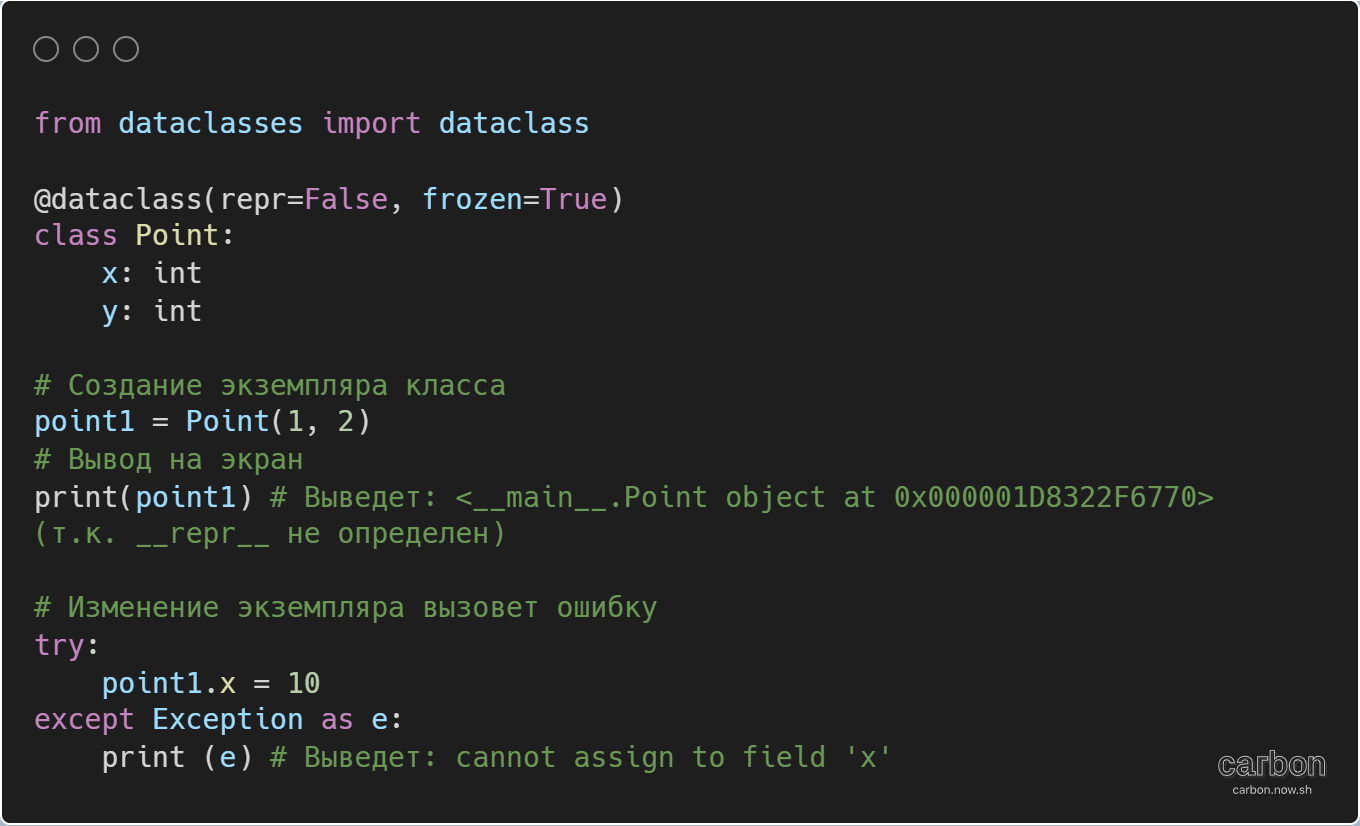 from dataclasses import dataclass
@dataclass(repr=False, frozen=True)
class Point:
    x: int
    y: int
# Создание экземпляра класса
point1 = Point(1, 2)
# Вывод на экран
print(point1) # Выведет: <__main__.Point object at 0x000001D8322F6770>
(т.к. __repr__ не определен)
# Изменение экземпляра вызовет ошибку
try:
    point1.x = 10
except Exception as e:
    print (e) # Выведет: cannot assign to field 'x'
carbon
carbon.now.sh